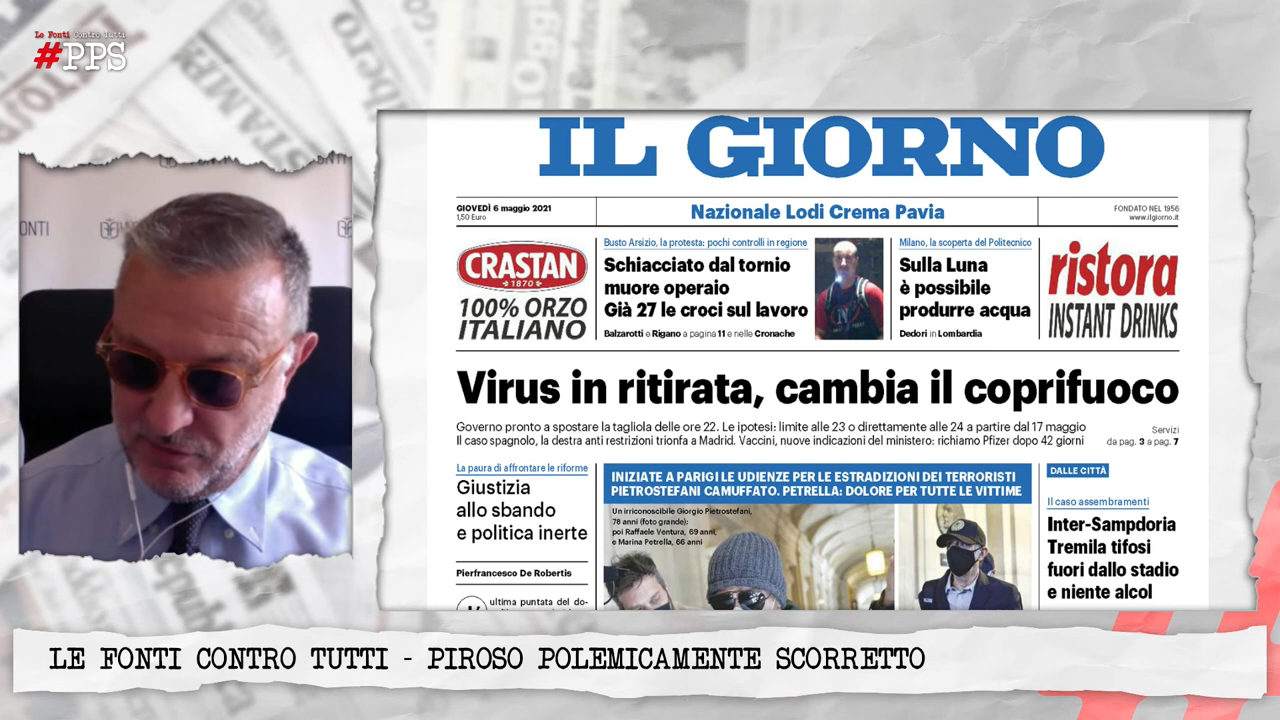 Le Fonti Contro Tutti
#PPS
IL GIORNO
GIOVEDÌ 6 maggio 2021
1,50 Euro
Nazionale Lodi Crema Pavia
FONDATO NEL 1956
www.ilgiorno.it
CRASTAN
1870
100% ORZO
ITALIANO
Busto Arsizio, la protesta: pochi controlli in regione
Schiacciato dal tornio
muore operaio
Già 27 le croci sul lavoro
Balzarotti e Rigano a pagina 11 e nelle Cronache
Milano, la scoperta del Politecnico
Sulla Luna
è possibile
produrre acqua
Dedori in Lombardia
ristora
INSTANT DRINKS
Virus in ritirata, cambia il coprifuoco
Governo pronto a spostare la tagliola delle ore 22. Le ipotesi: limite alle 23 o direttamente alle 24 a partire dal 17 maggio
Il caso spagnolo, la destra anti restrizioni trionfa a Madrid. Vaccini, nuove indicazioni del ministero: richiamo Pfizer dopo 42 giorni
Servizi
da pag. 3 a pag. 7
La paura di affrontare le riforme
Giustizia
allo sbando
e politica inerte
Pierfrancesco De Robertis
ultima puntata del do-
INIZIATE A PARIGI LE UDIENZE PER LE ESTRADIZIONI DEI TERRORISTI
PIETROSTEFANI CAMUFFATO. PETRELLA: DOLORE PER TUTTE LE VITTIME
Un irriconoscibile Giorgio Pietrostefani,
78 anni (foto grande);
poi Raffaele Ventura, 69 anni,
e Marina Petrella, 66 anni
DALLE CITTÀ
Il caso assembramenti
Inter-Sampdoria
Tremila tifosi
fuori dallo stadio
e niente alcol
ONTI
LE FONTI CONTRO TUTTI - PIROSO POLEMICAMENTE SCORRETTO